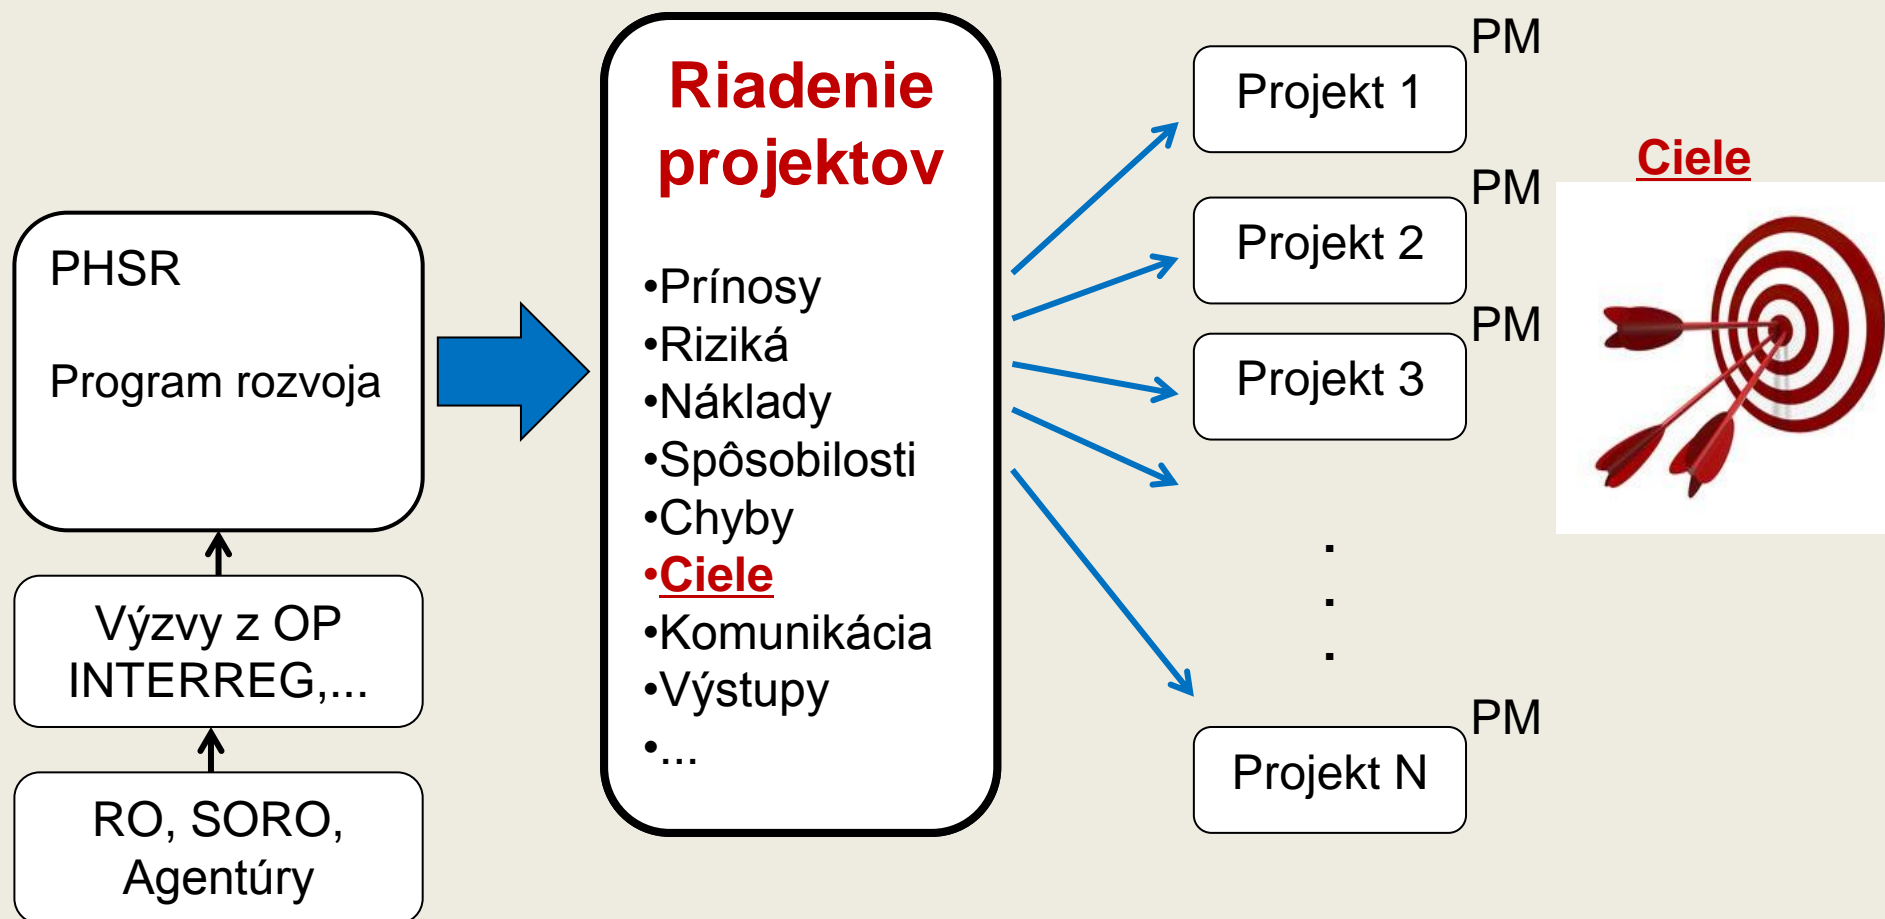 PHSR
Program rozvoja
Výzvy z OP
INTERREG,...
RO, SORO,
Agentúry
Riadenie
projektov
•Prínosy
•Riziká
•Náklady
•Spôsobilosti
•Chyby
•Ciele
•Komunikácia
•Výstupy
•...
PM
Projekt 1
PM
Projekt 2
PM
Projekt 3
.
.
.
PM
Projekt N
Ciele